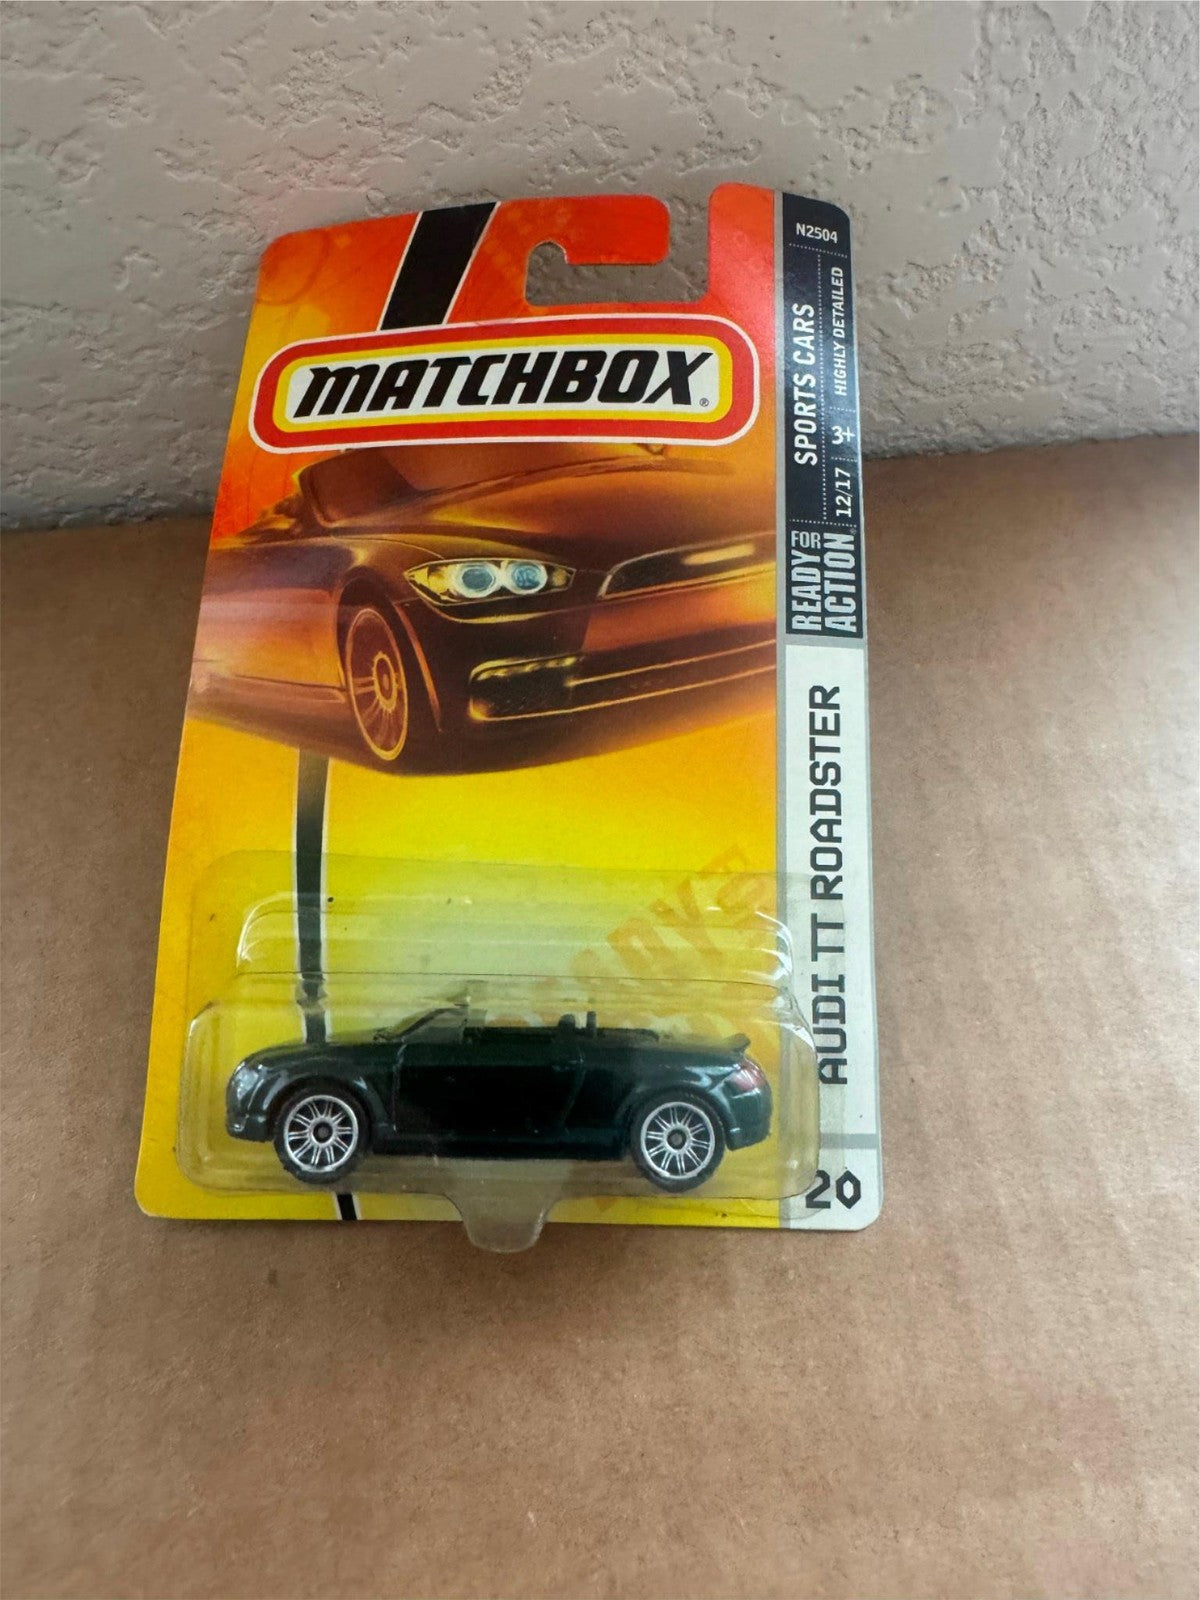 MATCHBOX®
N2504
SPORTS CARS
HIGHLY DETAILED
12/17 3+
READY FOR ACTION®
AUDI TT ROADSTER
20